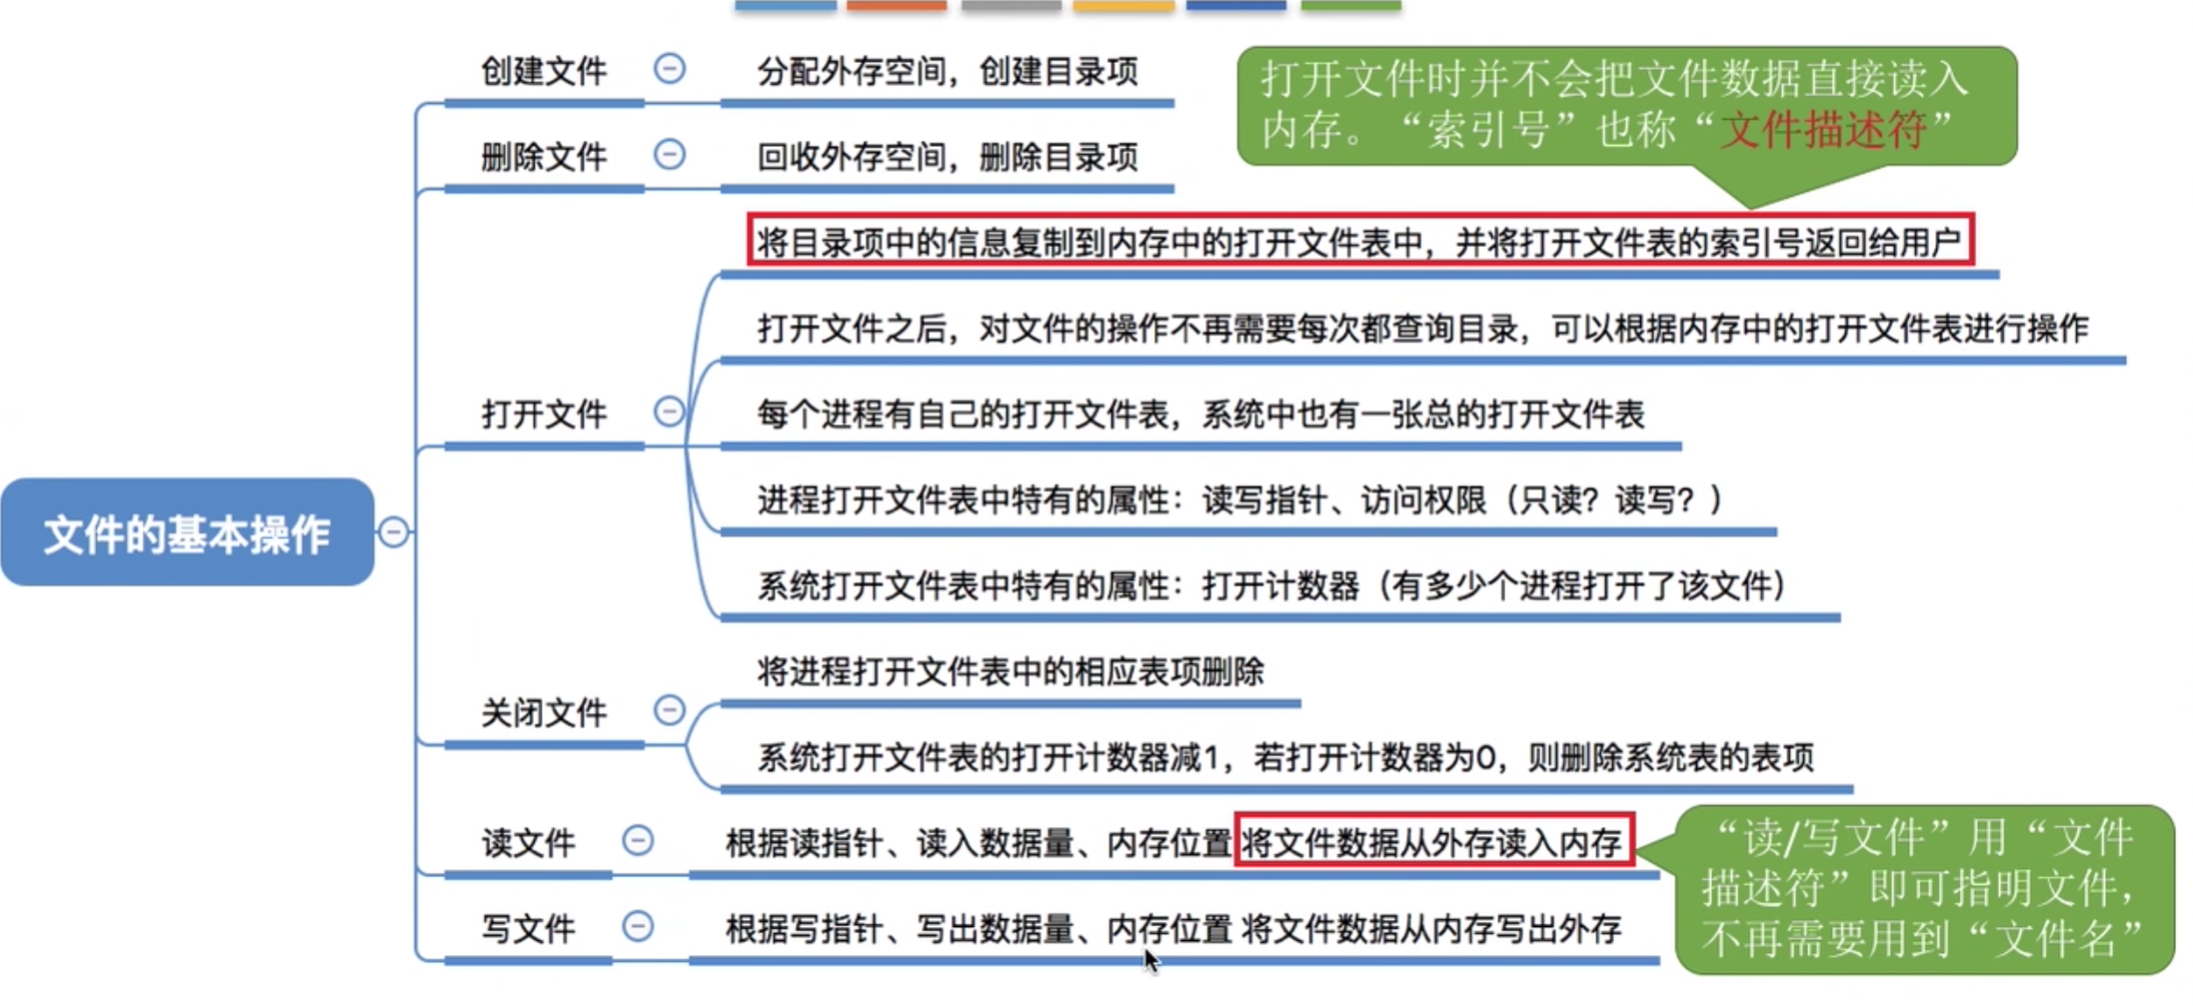 创建文件
分配外存空间，创建目录项
打开文件时并不会把文件数据直接读入
内存。“索引号”也称“文件描述符”
删除文件
回收外存空间，删除目录项
将目录项中的信息复制到内存中的打开文件表中，并将打开文件表的索引号返回给用户
打开文件之后，对文件的操作不再需要每次都查询目录，可以根据内存中的打开文件表进行操作
打开文件
每个进程有自己的打开文件表，系统中也有一张总的打开文件表
进程打开文件表中特有的属性：读写指针、访问权限（只读？读写？）
文件的基本操作
系统打开文件表中特有的属性：打开计数器（有多少个进程打开了该文件）
将进程打开文件表中的相应表项删除
关闭文件
系统打开文件表的打开计数器减1，若打开计数器为0，则删除系统表的表项
读文件
根据读指针、读入数据量、内存位置 将文件数据从外存读入内存
“读/写文件”用“文件
描述符”即可指明文件，
不再需要用到“文件名”
写文件
根据写指针、写出数据量、内存位置 将文件数据从内存写出外存